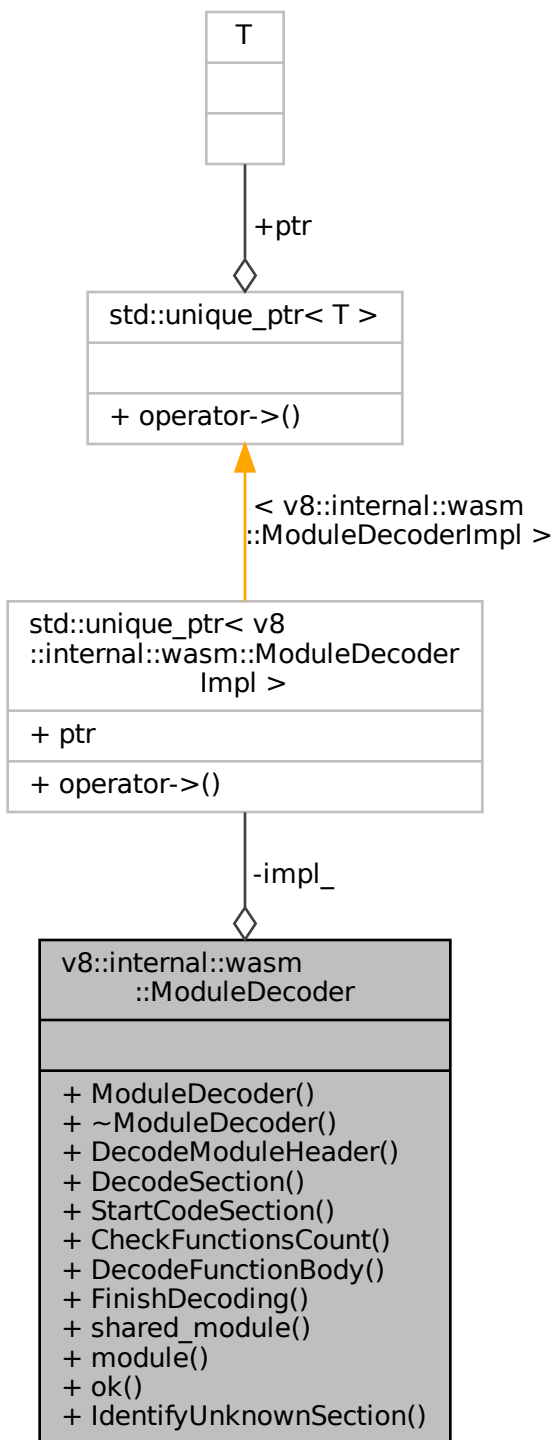 T
+ptr
std::unique_ptr< T >
+ operator->()
< v8::internal::wasm
::ModuleDecoderImpl >
std::unique_ptr< v8
::internal::wasm::ModuleDecoder
Impl >
+ ptr
+ operator->()
-impl_
v8::internal::wasm
::ModuleDecoder
+ ModuleDecoder()
+ ~ModuleDecoder()
+ DecodeModuleHeader()
+ DecodeSection()
+ StartCodeSection()
+ CheckFunctionsCount()
+ DecodeFunctionBody()
+ FinishDecoding()
+ shared_module()
+ module()
+ ok()
+ IdentifyUnknownSection()